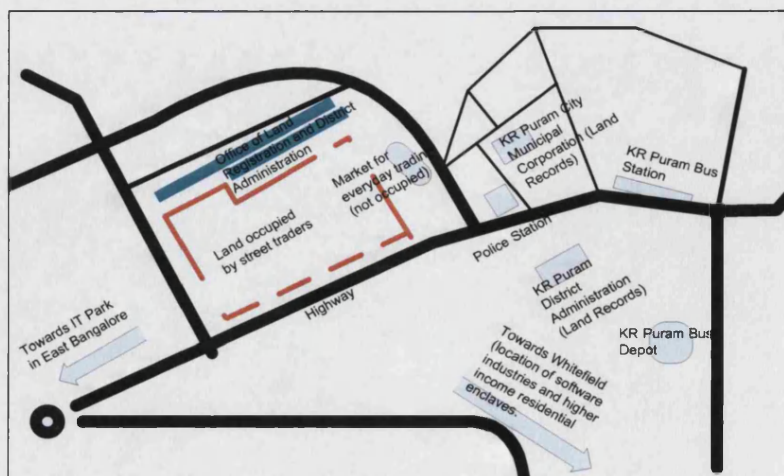 Office of Land
Registration and District
Administration
Market for
everyday trading
(not occupied)
KR Puram City
Municipal
Corporation (Land
Records)
KR Puram Bus
Station
Land occupied
by street traders
Police Station
Highway
KR Puram
District
Administration
(Land Records)
Towards IT Park
in East Bangalore
Towards Whitefield
(location of software
industries and higher
income residential
enclaves.
KR Puram Bus
Depot